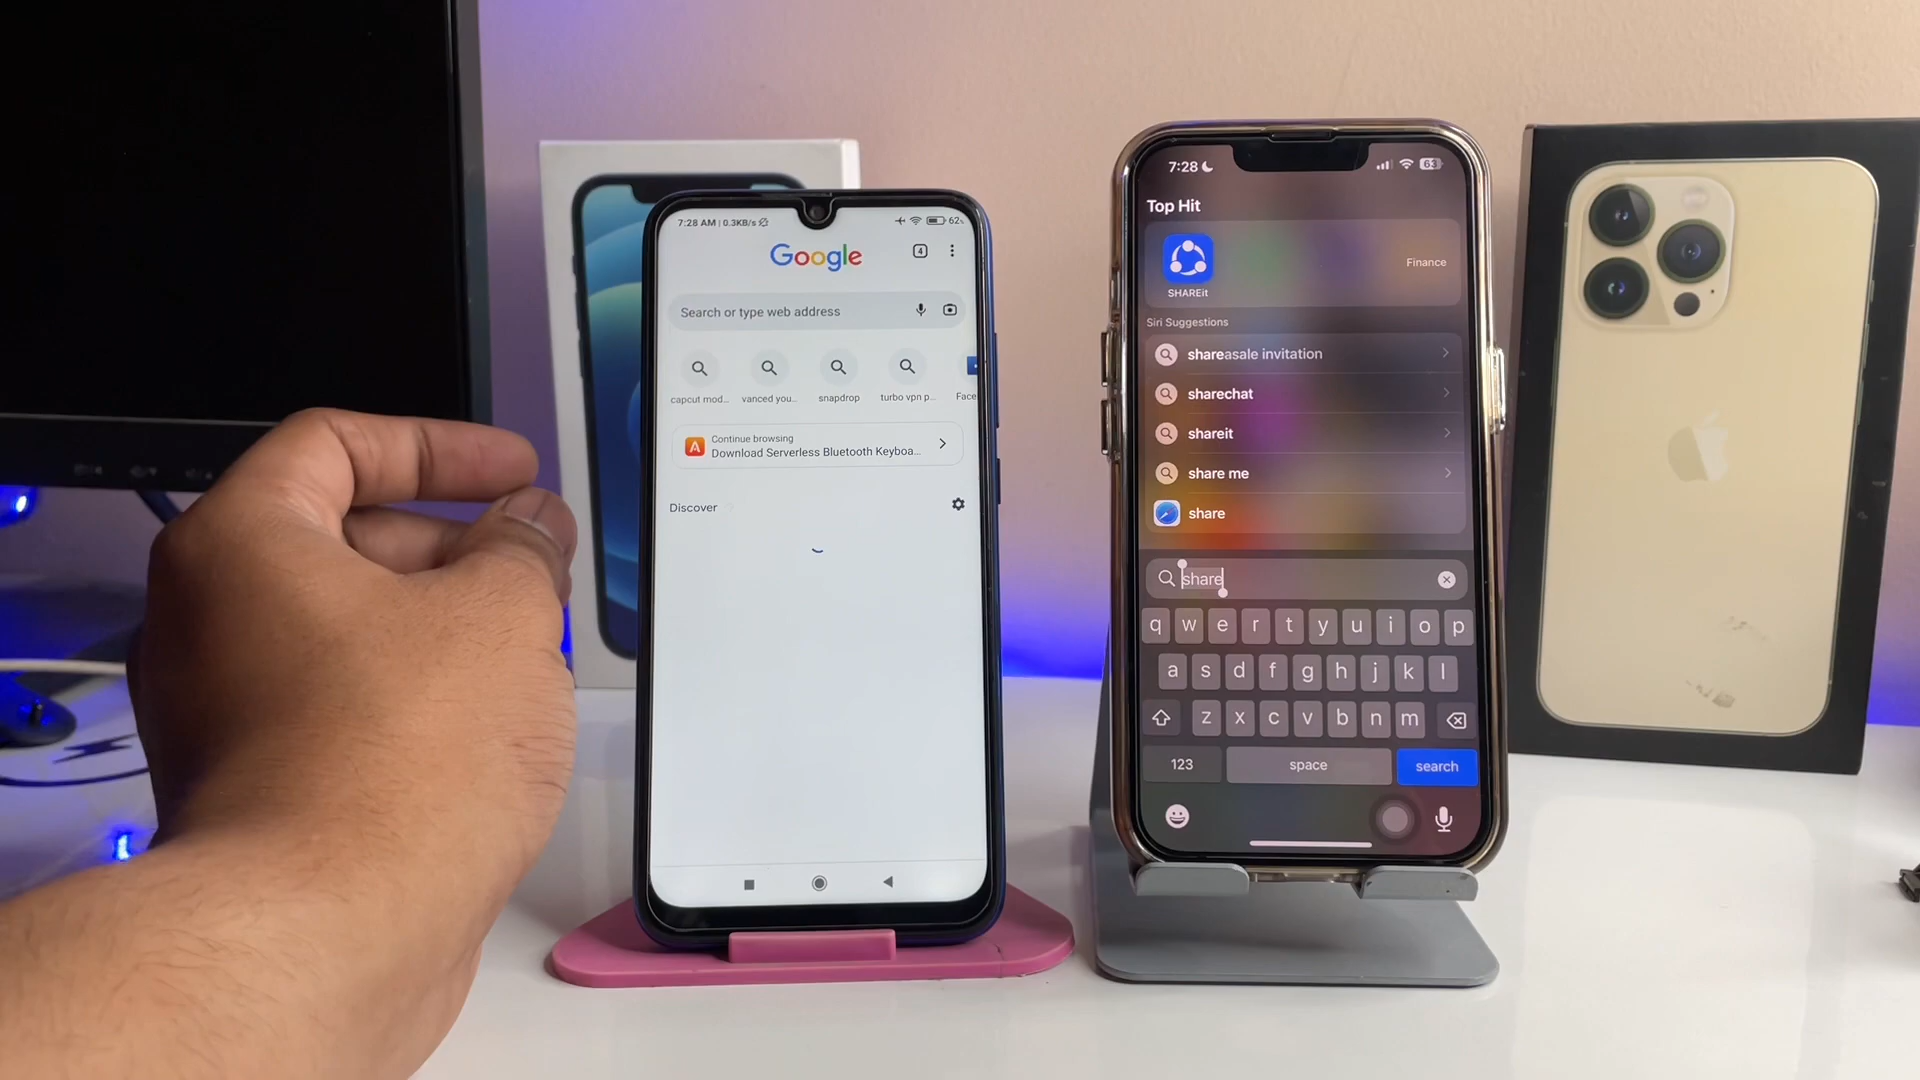 7:28 AM | 0.3KB/s
62
Google
4
Search or type web address
capcut mod...
vanced you...
snapdrop
turbo vpn p...
Face
Continue browsing
Download Serverless Bluetooth Keyboa...
Discover
7:28
63
Top Hit
SHAREit
Finance
Siri Suggestions
shareasale invitation
sharechat
shareit
share me
share
share
q w e r t y u i o p
a s d f g h j k l
z x c v b n m
123
space
search